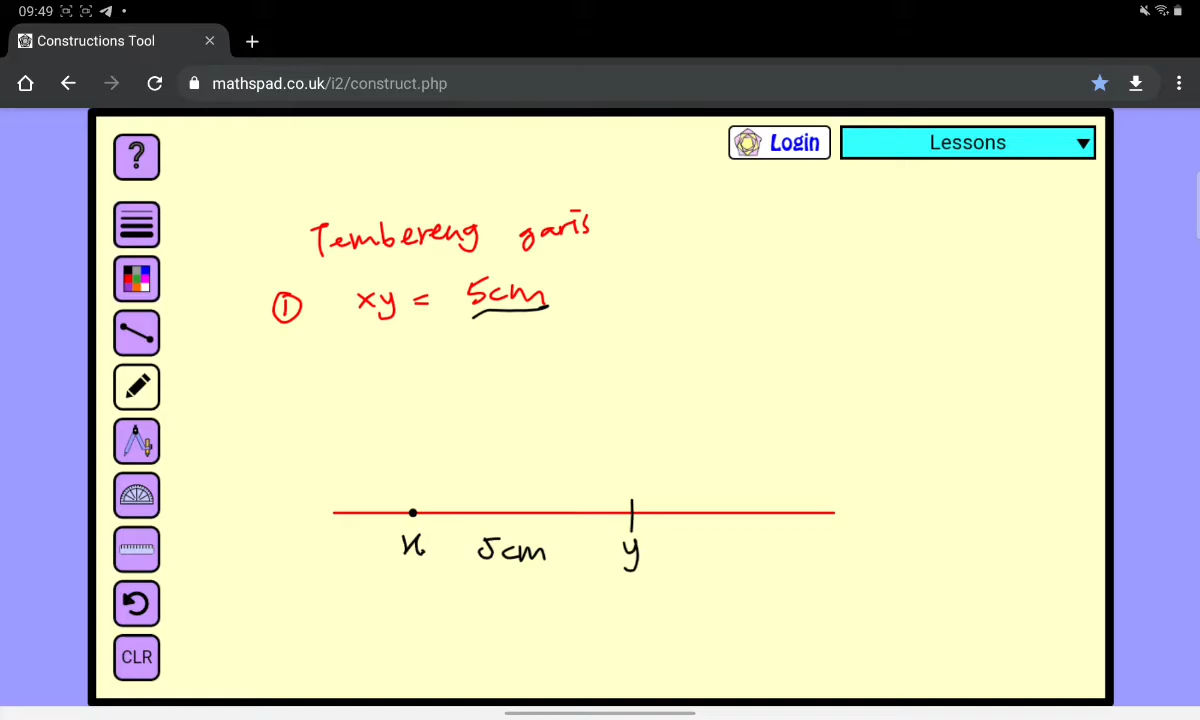 09:49
Constructions Tool
mathspad.co.uk/i2/construct.php
?
Login
Lessons
Tembereng garis
① xy = 5cm
x 5cm y
CLR